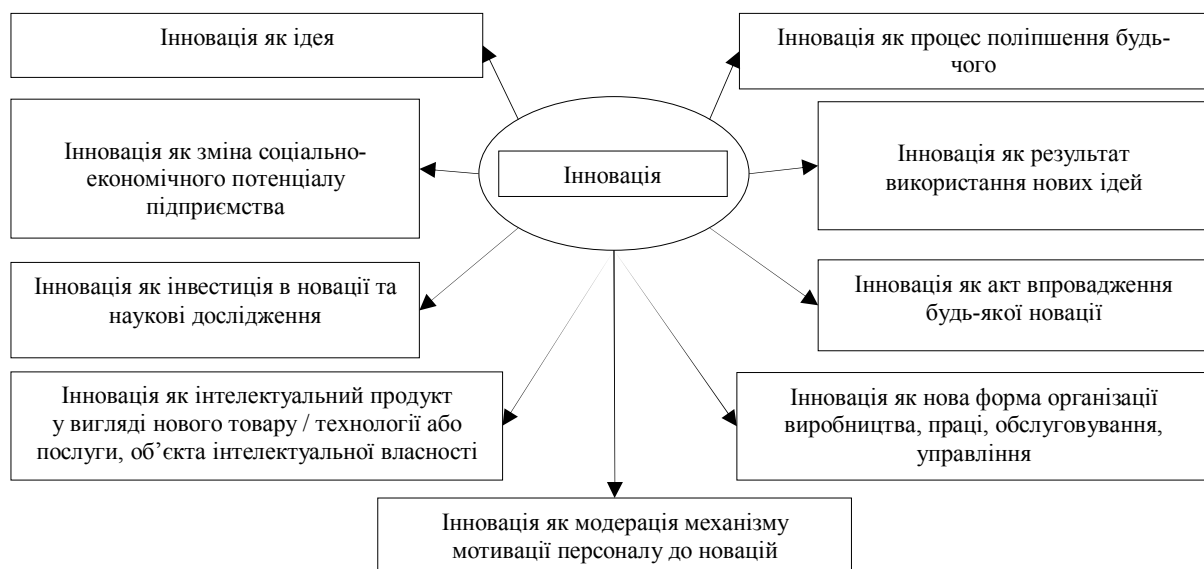 Інновація як ідея
Інновація як процес поліпшення будь-
чого
Інновація як зміна соціально-
економічного потенціалу
підприємства
Інновація
Інновація як результат
використання нових ідей
Інновація як інвестиція в новації та
наукові дослідження
Інновація як акт впровадження
будь-якої новації
Інновація як інтелектуальний продукт
у вигляді нового товару / технології або
послуги, об’єкта інтелектуальної власності
Інновація як нова форма організації
виробництва, праці, обслуговування,
управління
Інновація як модерація механізму
мотивації персоналу до новацій